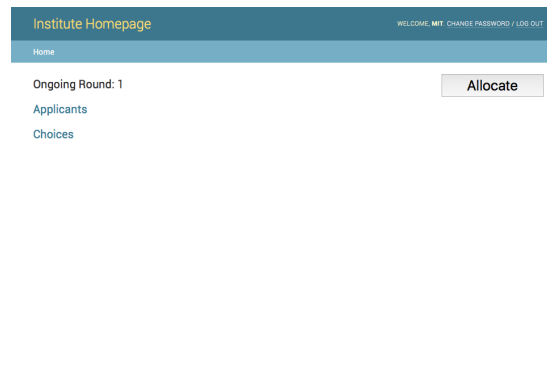 Institute Homepage
WELCOME, MIT. CHANGE PASSWORD / LOG OUT
Home
Ongoing Round: 1
Allocate
Applicants
Choices